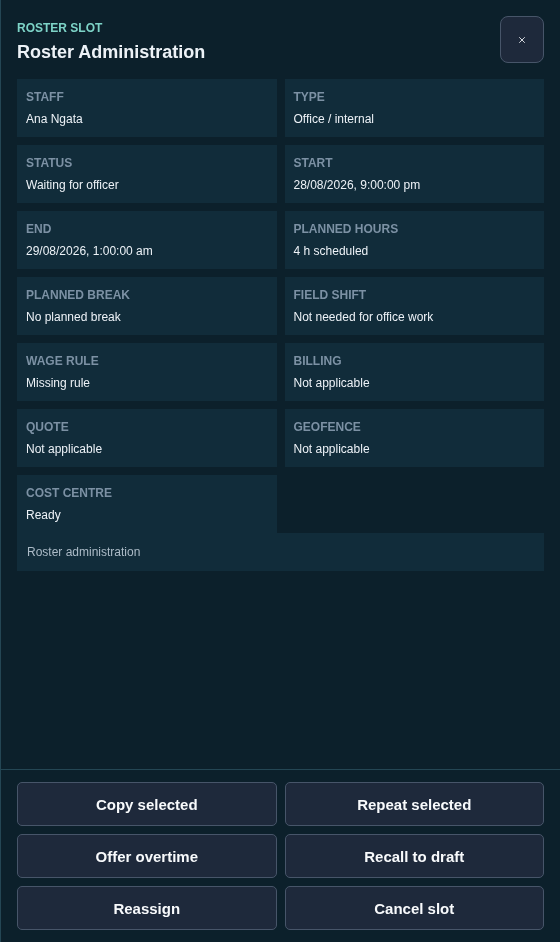 ROSTER SLOT
Roster Administration
×
STAFF
Ana Ngata
TYPE
Office / internal
STATUS
Waiting for officer
START
28/08/2026, 9:00:00 pm
END
29/08/2026, 1:00:00 am
PLANNED HOURS
4 h scheduled
PLANNED BREAK
No planned break
FIELD SHIFT
Not needed for office work
WAGE RULE
Missing rule
BILLING
Not applicable
QUOTE
Not applicable
GEOFENCE
Not applicable
COST CENTRE
Ready
Roster administration
Copy selected
Repeat selected
Offer overtime
Recall to draft
Reassign
Cancel slot